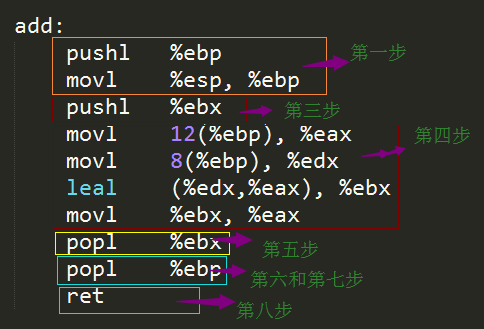 add:
pushl %ebp
movl %esp, %ebp
第一步
pushl %ebx
第三步
movl 12(%ebp), %eax
movl 8(%ebp), %edx
第四步
leal (%edx,%eax), %ebx
movl %ebx, %eax
popl %ebx
第五步
popl %ebp
第六和第七步
ret
第八步